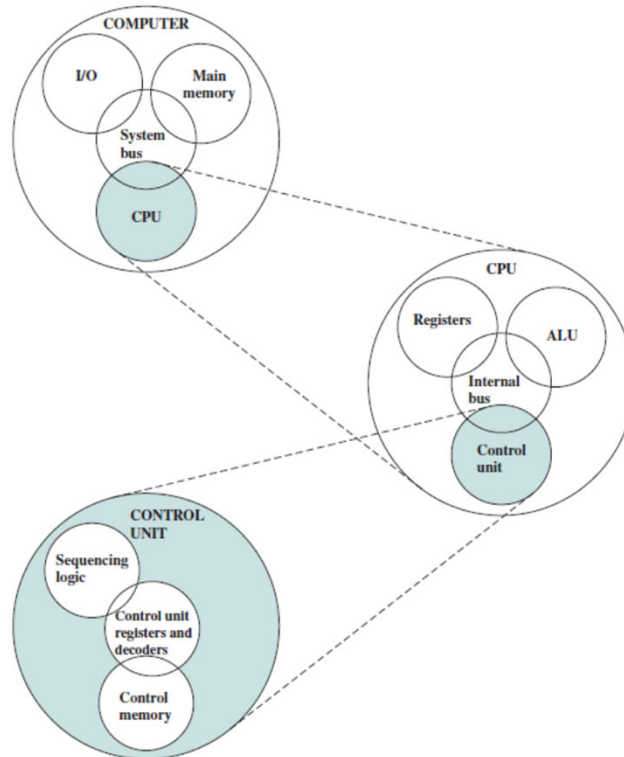 COMPUTER
I/O
Main
memory
System
bus
CPU
CPU
Registers
ALU
Internal
bus
Control
unit
CONTROL
UNIT
Sequencing
logic
Control unit
registers and
decoders
Control
memory